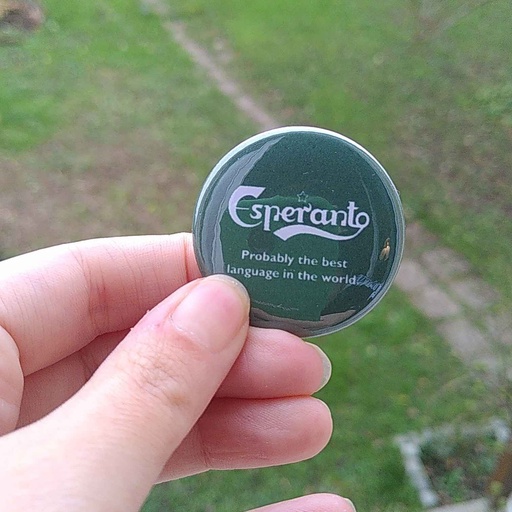 Esperanto
Probably the best
language in the world